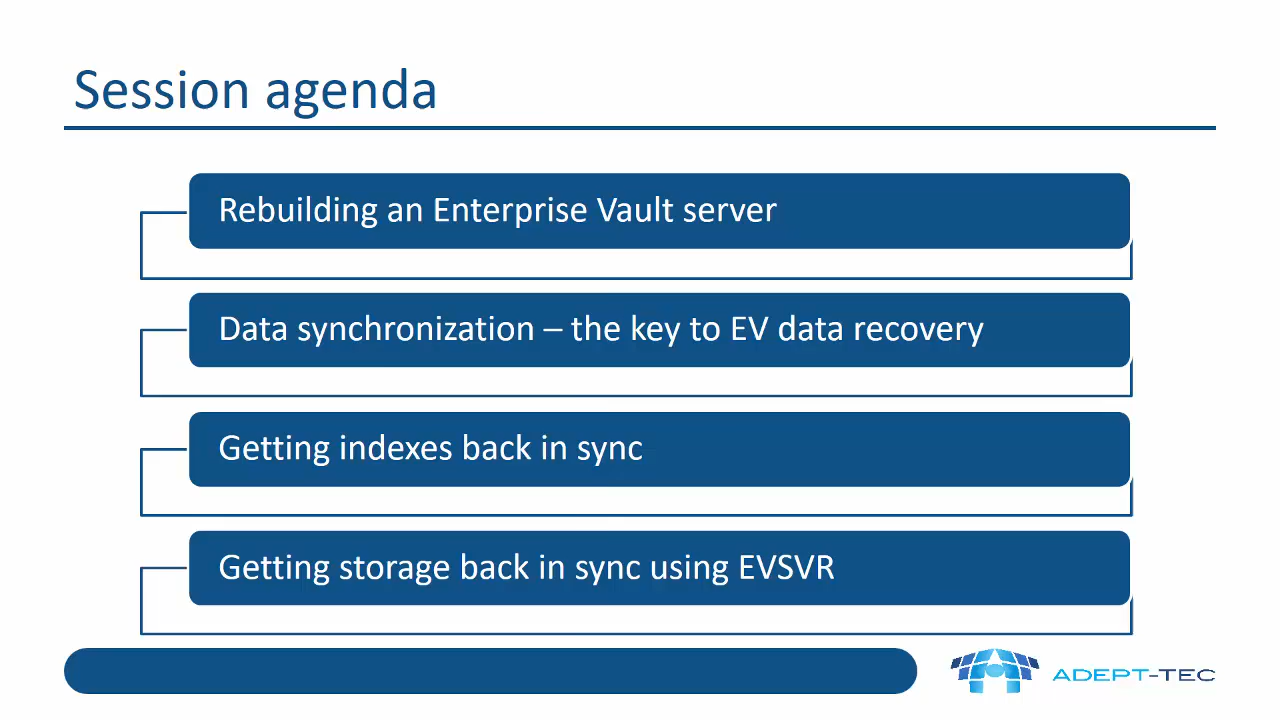 Session agenda
Rebuilding an Enterprise Vault server
Data synchronization – the key to EV data recovery
Getting indexes back in sync
Getting storage back in sync using EVSVR
ADEPT-TEC